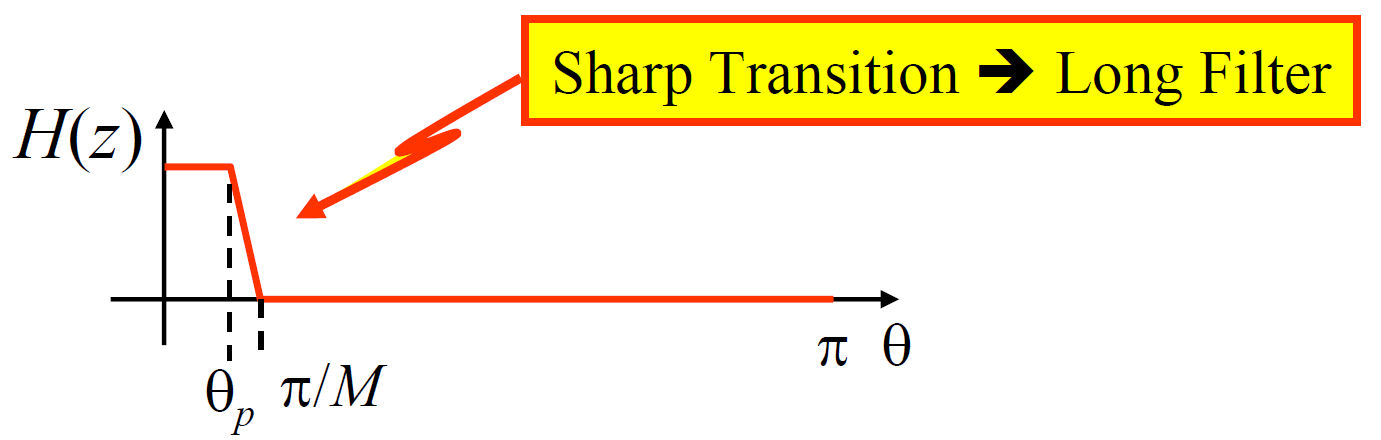 Sharp Transition ➔ Long Filter
H(z)
π θ
θp π/M